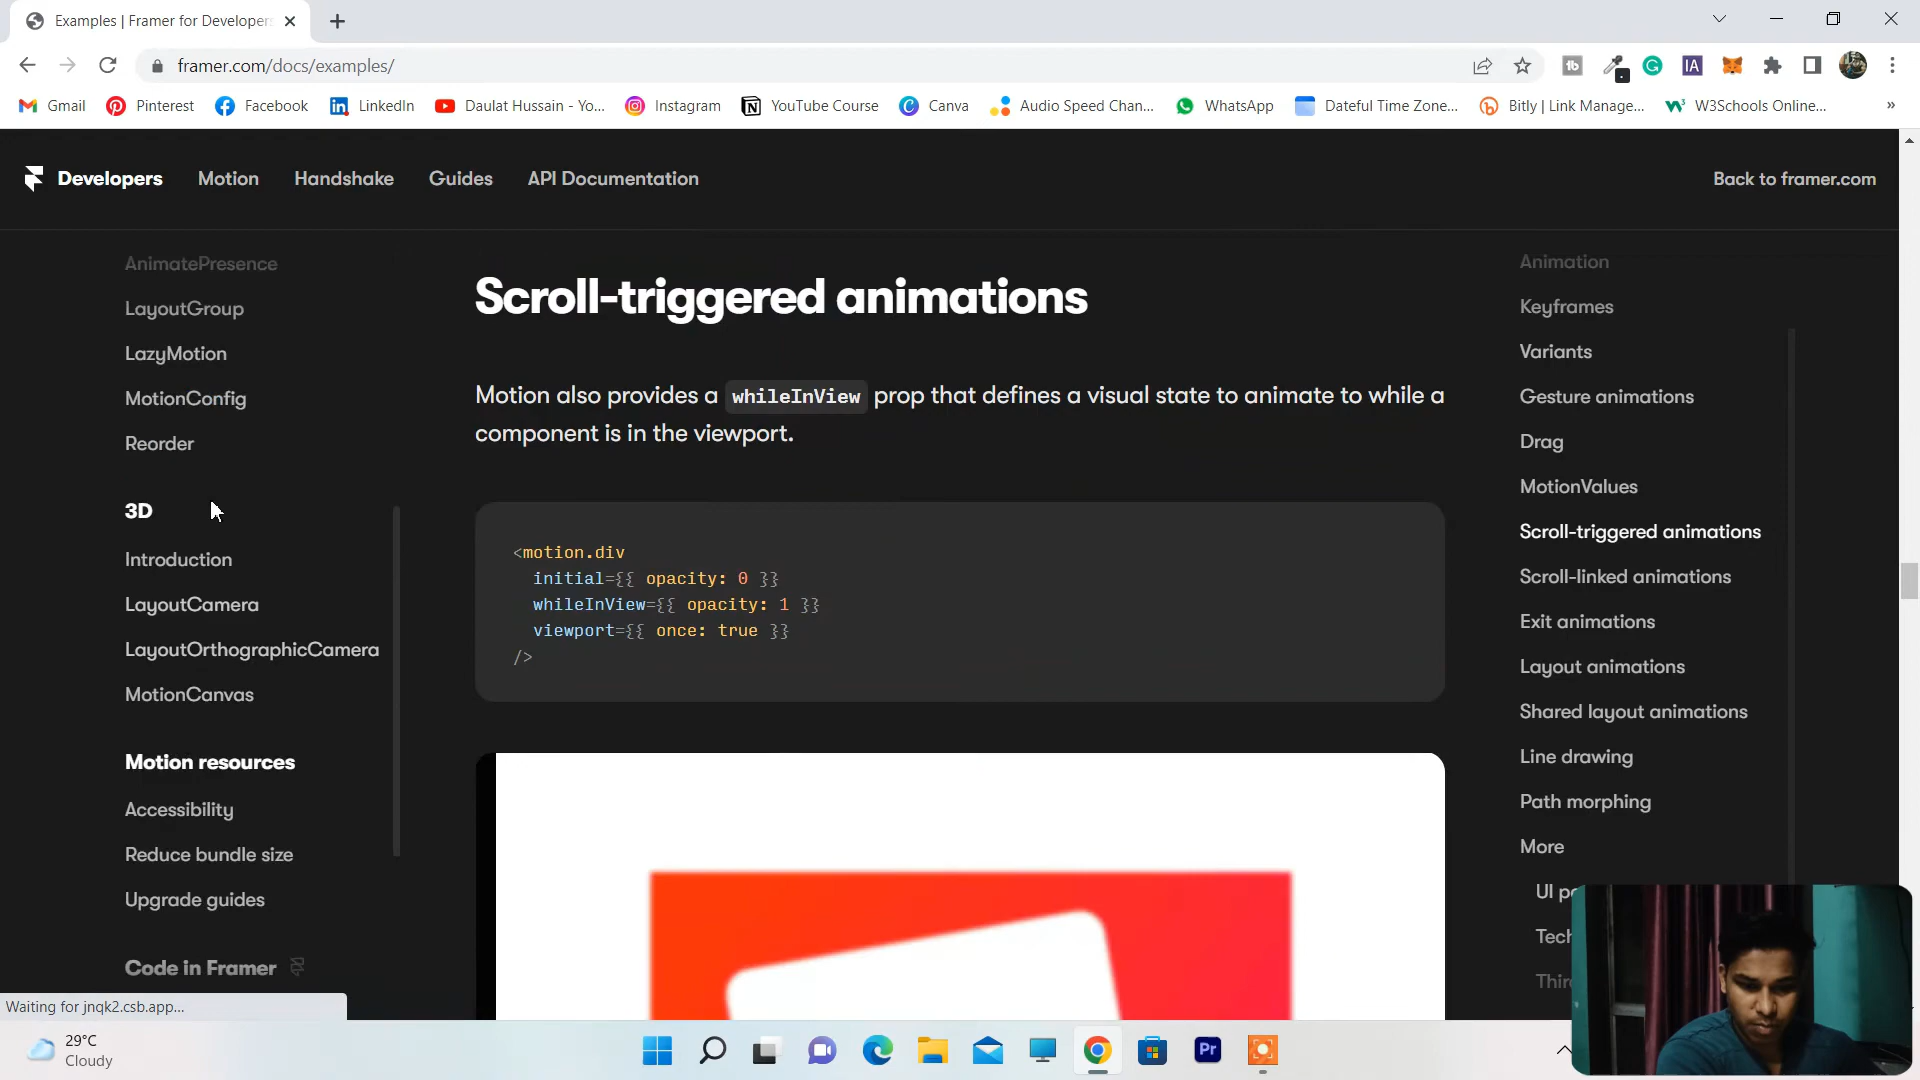 Examples | Framer for Developers
framer.com/docs/examples/
Gmail
Pinterest
Facebook
LinkedIn
Daulat Hussain - Yo...
Instagram
YouTube Course
Canva
Audio Speed Chan...
WhatsApp
Dateful Time Zone...
Bitly | Link Manage...
W3Schools Online...
»
Developers
Motion
Handshake
Guides
API Documentation
Back to framer.com
AnimatePresence
LayoutGroup
LazyMotion
MotionConfig
Reorder
3D
Introduction
LayoutCamera
LayoutOrthographicCamera
MotionCanvas
Motion resources
Accessibility
Reduce bundle size
Upgrade guides
Code in Framer
Scroll-triggered animations
Motion also provides a whileInView prop that defines a visual state to animate to while a
component is in the viewport.
<motion.div
initial={{ opacity: 0 }}
whileInView={{ opacity: 1 }}
viewport={{ once: true }}
/>
Animation
Keyframes
Variants
Gesture animations
Drag
MotionValues
Scroll-triggered animations
Scroll-linked animations
Exit animations
Layout animations
Shared layout animations
Line drawing
Path morphing
More
UI
Tech
Thir
Waiting for jnqk2.csb.app...
29°C
Cloudy
Pr
IA